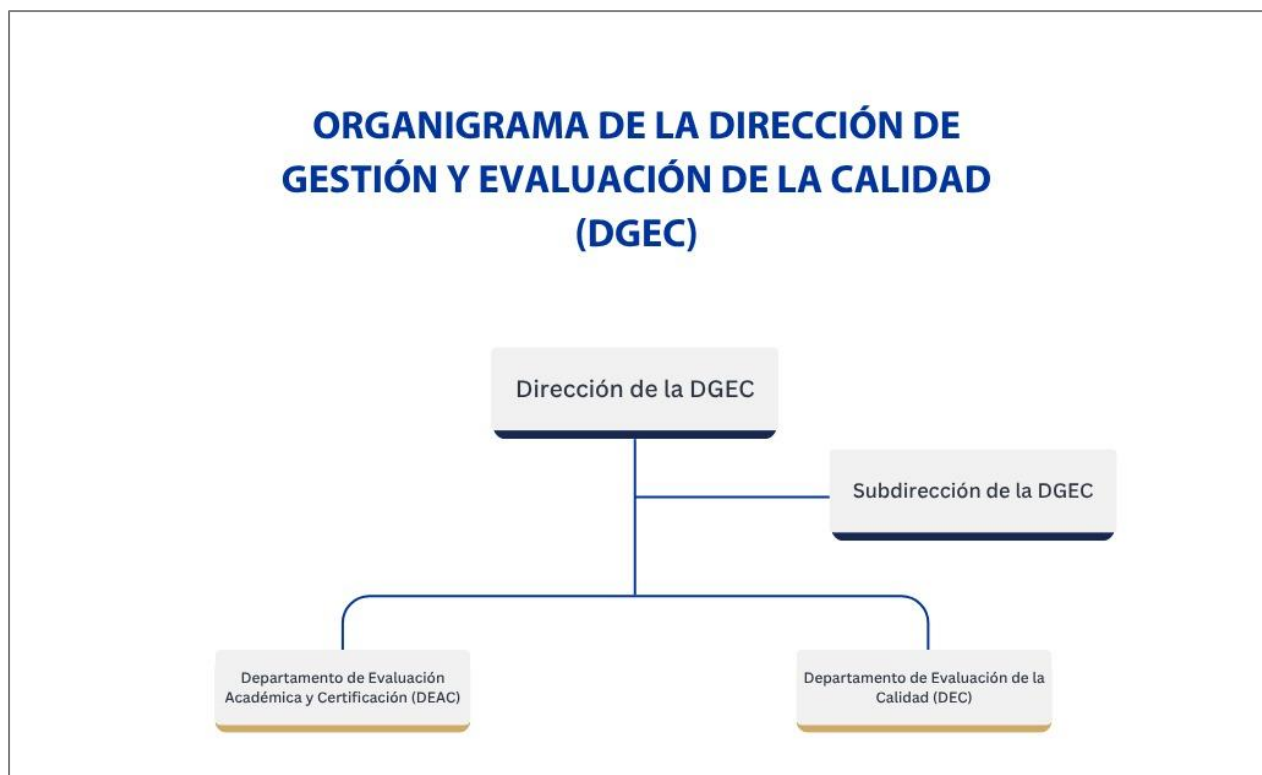 ORGANIGRAMA DE LA DIRECCIÓN DE
GESTIÓN Y EVALUACIÓN DE LA CALIDAD
(DGEC)
Dirección de la DGEC
Subdirección de la DGEC
Departamento de Evaluación
Académica y Certificación (DEAC)
Departamento de Evaluación de la
Calidad (DEC)